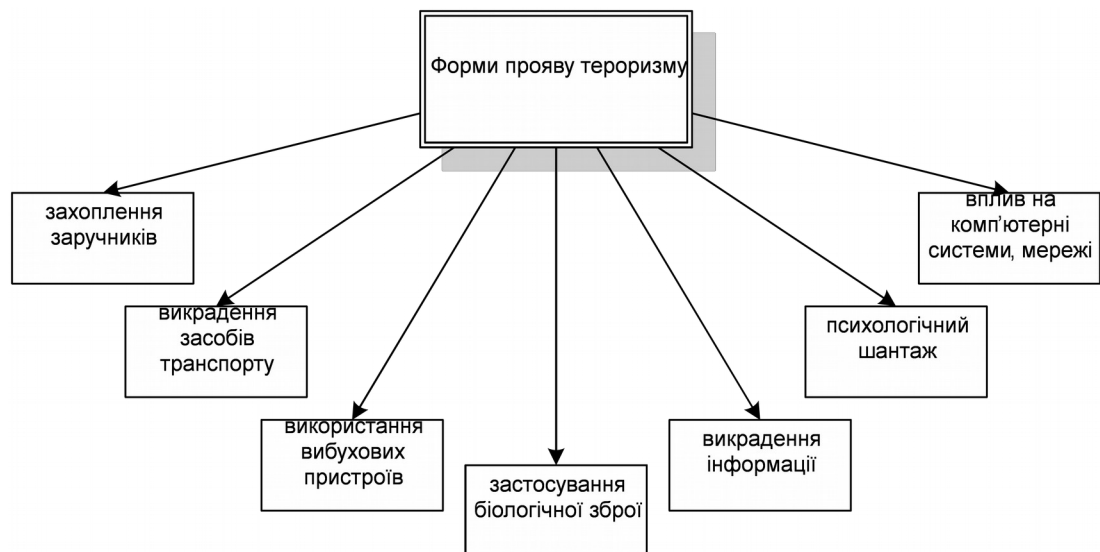 Форми прояву тероризму
захоплення
заручників
викрадення
засобів
транспорту
використання
вибухових
пристроїв
застосування
біологічної зброї
викрадення
інформації
психологічний
шантаж
вплив на
комп’ютерні
системи, мережі